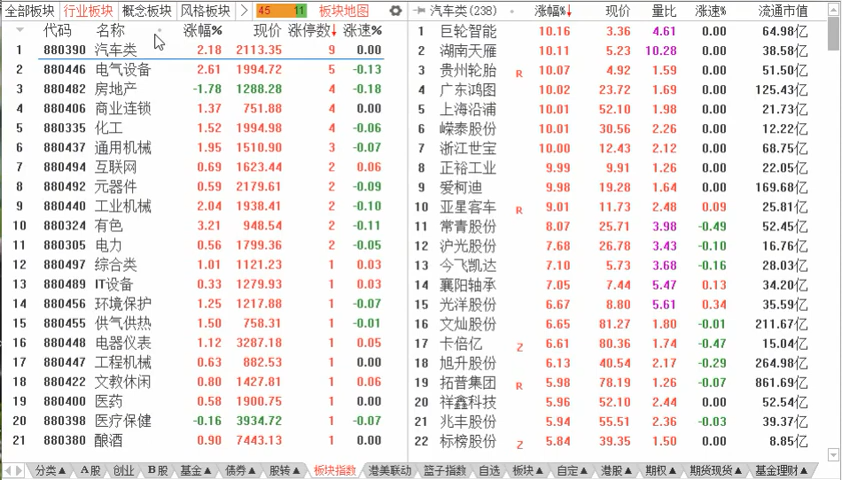 全部板块 行业板块 概念板块 风格板块 45 11 板块地图
代码 名称 涨幅% 现价 涨停数 涨速%
1 880390 汽车类 2.18 2113.35 9 0.00
2 880446 电气设备 2.61 1994.72 5 -0.13
3 880482 房地产 -1.78 1288.28 4 -0.18
4 880406 商业连锁 1.37 751.88 4 0.00
5 880335 化工 1.52 1994.98 4 -0.06
6 880437 通用机械 1.95 1510.90 3 -0.07
7 880494 互联网 0.69 1623.44 2 0.06
8 880492 元器件 0.59 2179.61 2 -0.09
9 880440 工业机械 2.04 1938.41 2 -0.10
10 880324 有色 3.21 948.54 2 -0.11
11 880305 电力 0.56 1799.36 2 -0.05
12 880497 综合类 1.01 1121.23 1 0.03
13 880489 IT设备 0.33 1279.93 1 0.03
14 880456 环境保护 1.25 1217.88 1 -0.07
15 880455 供气供热 1.50 758.31 1 -0.01
16 880448 电器仪表 1.12 3287.18 1 0.05
17 880447 工程机械 0.63 882.53 1 0.00
18 880422 文教休闲 0.80 1427.81 1 0.06
19 880400 医药 0.58 1900.75 1 0.00
20 880398 医疗保健 -0.16 3934.72 1 -0.07
21 880380 酿酒 0.90 7443.13 1 0.00
汽车类(238) 涨幅% 现价 量比 涨速% 流通市值
1 巨轮智能 10.16 3.36 4.61 0.00 64.98亿
2 湖南天雁 10.11 5.23 10.28 0.00 38.58亿
3 贵州轮胎 R 10.07 4.92 1.59 0.00 51.50亿
4 广东鸿图 10.02 23.72 1.69 0.00 125.43亿
5 上海沿浦 10.01 52.10 1.98 0.00 21.73亿
6 嵘泰股份 10.01 30.56 2.26 0.00 12.22亿
7 浙江世宝 10.00 12.43 2.12 0.00 68.75亿
8 正裕工业 9.99 9.91 1.26 0.00 22.05亿
9 爱柯迪 9.98 19.28 1.64 0.00 169.68亿
10 亚星客车 R 9.01 11.73 2.48 0.09 25.81亿
11 常青股份 8.07 25.71 3.98 -0.49 52.45亿
12 沪光股份 7.68 26.78 3.43 -0.10 16.76亿
13 今飞凯达 7.10 5.73 3.68 -0.16 28.03亿
14 襄阳轴承 7.05 7.44 5.47 0.13 34.20亿
15 光洋股份 6.67 8.80 5.61 0.34 35.59亿
16 文灿股份 6.65 81.27 1.80 -0.01 211.67亿
17 卡倍亿 Z 6.61 80.36 1.74 -0.47 15.04亿
18 旭升股份 6.13 40.54 2.17 -0.29 264.98亿
19 拓普集团 R 5.98 78.19 1.26 -0.07 861.69亿
20 祥鑫科技 5.96 52.10 2.44 0.00 52.54亿
21 兆丰股份 5.94 55.51 2.36 -0.03 39.37亿
22 标榜股份 Z 5.84 39.35 1.50 0.00 8.85亿
分类▲ A股 创业 B股 基金▲ 债券▲ 股转▲ 板块指数 港美联动 篮子指数 自选 板块▲ 自定▲ 港股▲ 期权▲ 期货现货▲ 基金理财▲